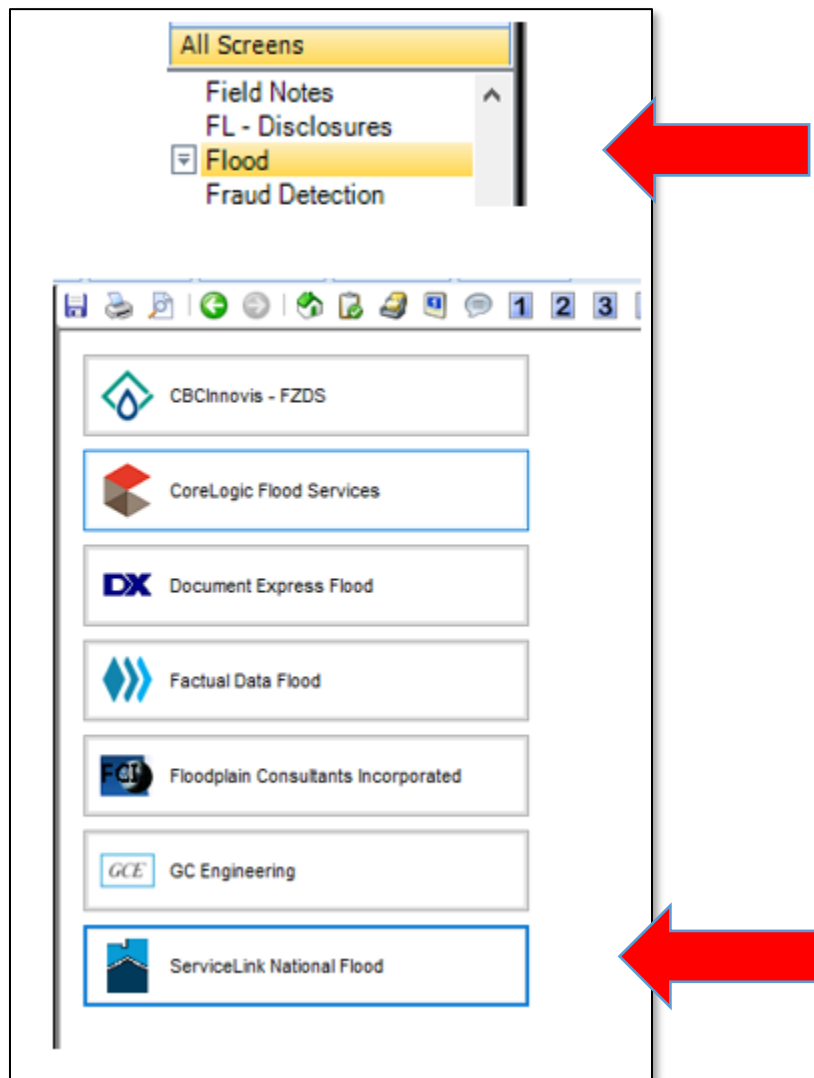 All Screens
Field Notes
FL - Disclosures
Flood
Fraud Detection
1 2 3
CBCInnovis - FZDS
CoreLogic Flood Services
DX Document Express Flood
Factual Data Flood
FCI Floodplain Consultants Incorporated
GCE GC Engineering
ServiceLink National Flood